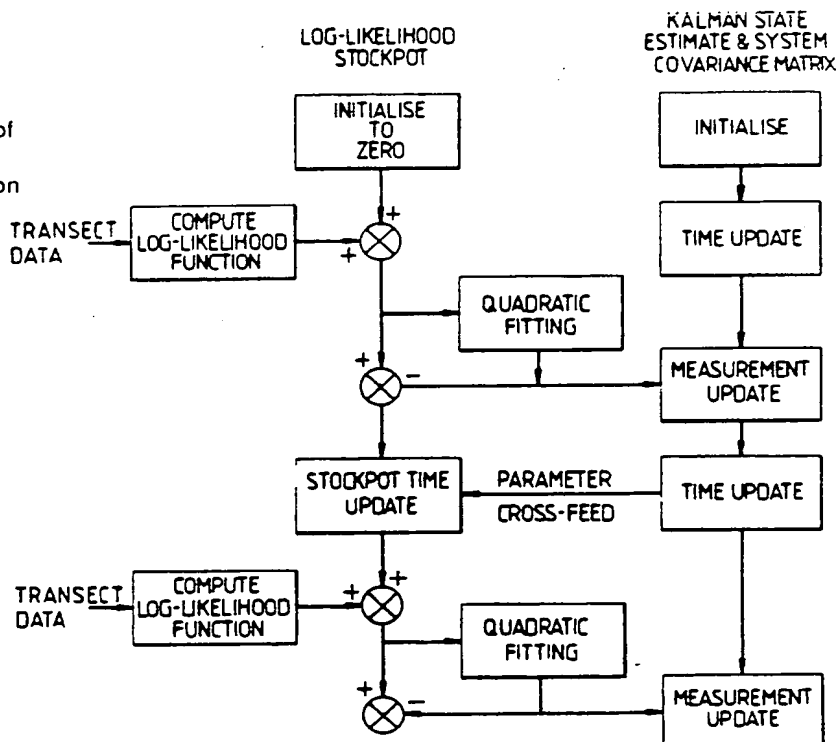 LOG-LIKELIHOOD
STOCKPOT
KALMAN STATE
ESTIMATE & SYSTEM
COVARIANCE MATRIX
of
on
INITIALISE
TO
ZERO
INITIALISE
TRANSECT
DATA
COMPUTE
LOG-LIKELIHOOD
FUNCTION
+
+
TIME UPDATE
QUADRATIC
FITTING
+
-
MEASUREMENT
UPDATE
STOCKPOT TIME
UPDATE
PARAMETER
CROSS-FEED
TIME UPDATE
TRANSECT
DATA
COMPUTE
LOG-LIKELIHOOD
FUNCTION
+
+
QUADRATIC
FITTING
+
-
MEASUREMENT
UPDATE